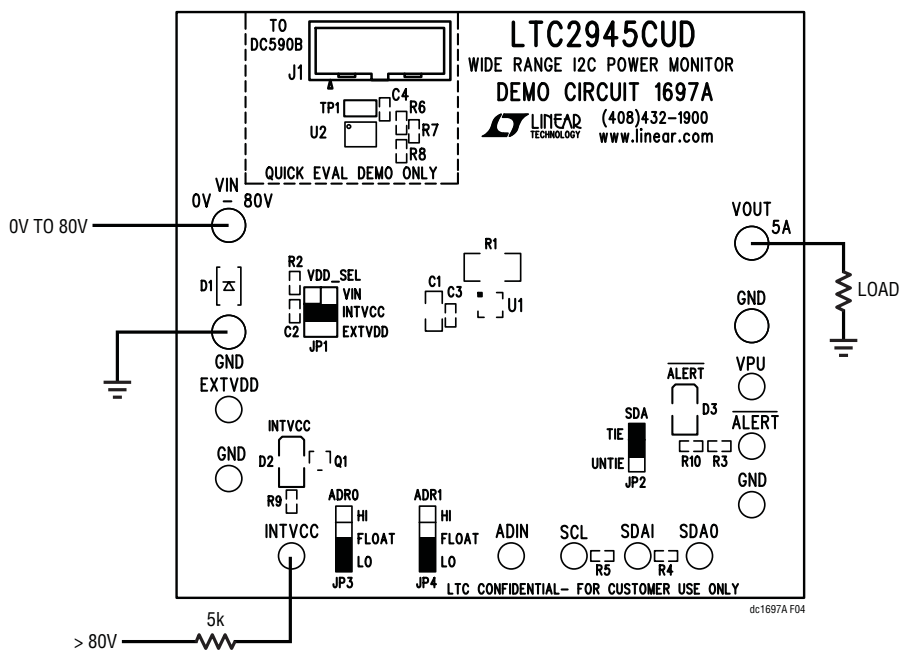 TO
DC590B
J1
TP1
C4
U2
R6
R7
R8
QUICK EVAL DEMO ONLY
LTC2945CUD
WIDE RANGE I2C POWER MONITOR
DEMO CIRCUIT 1697A
LINEAR
TECHNOLOGY
(408)432-1900
www.linear.com
VIN
0V - 80V
0V TO 80V
VOUT
5A
LOAD
D1
R2
VDD_SEL
VIN
INTVCC
EXTVDD
C2
JP1
R1
C1
C3
U1
GND
GND
EXTVDD
VPU
ALERT
D3
ALERT
SDA
TIE
UNTIE
JP2
R10
R3
GND
GND
INTVCC
D2
Q1
R9
INTVCC
ADR0
HI
FLOAT
LO
JP3
ADR1
HI
FLOAT
LO
JP4
ADIN
SCL
SDAI
SDAO
R5
R4
LTC CONFIDENTIAL- FOR CUSTOMER USE ONLY
dc1697A F04
5k
> 80V